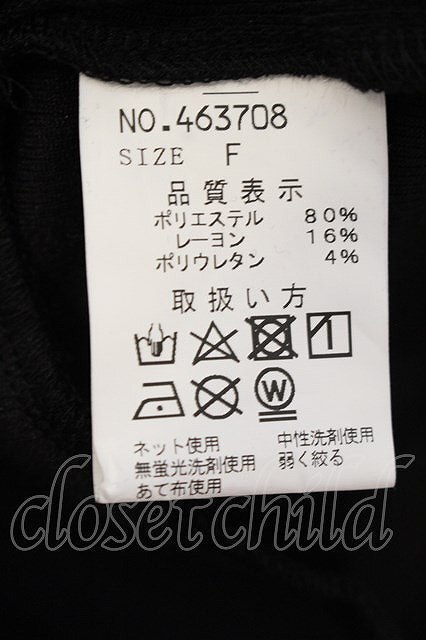 NO.463708
SIZE F
品質表示
ポリエステル 80%
レーヨン 16%
ポリウレタン 4%
取扱い方
W
ネット使用 中性洗剤使用
無蛍光洗剤使用 弱く絞る
あて布使用
closetchild